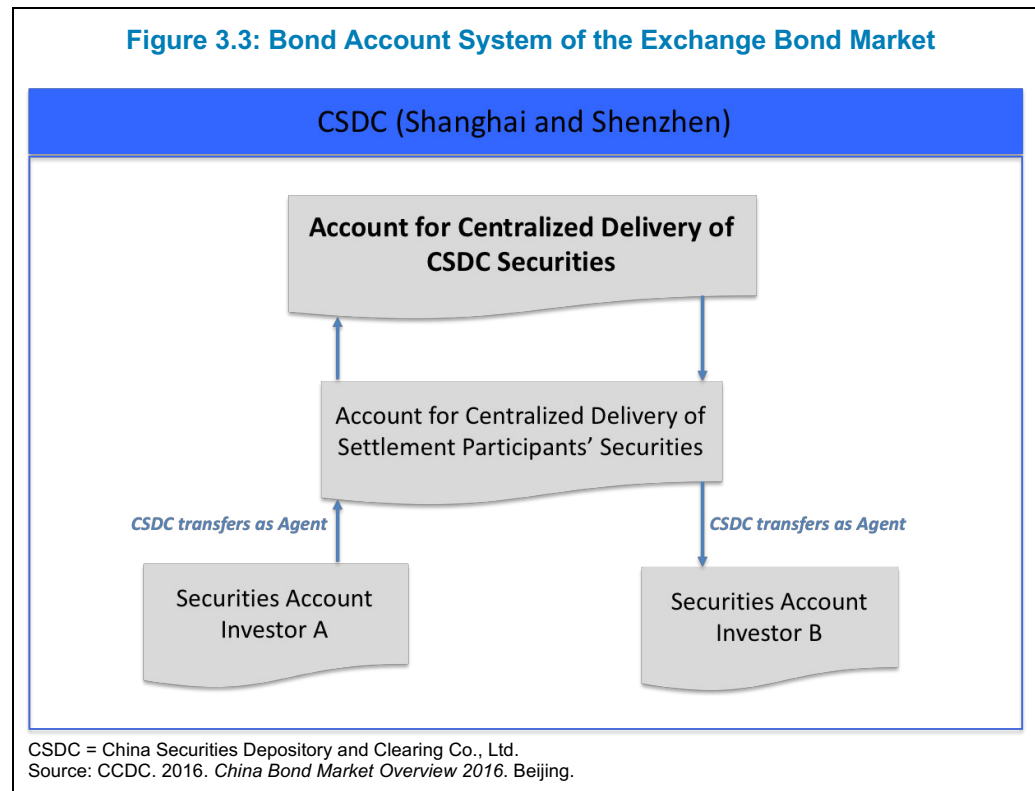 Figure 3.3: Bond Account System of the Exchange Bond Market
CSDC (Shanghai and Shenzhen)
Account for Centralized Delivery of
CSDC Securities
Account for Centralized Delivery of
Settlement Participants’ Securities
CSDC transfers as Agent
CSDC transfers as Agent
Securities Account
Investor A
Securities Account
Investor B
CSDC = China Securities Depository and Clearing Co., Ltd.
Source: CCDC. 2016. China Bond Market Overview 2016. Beijing.